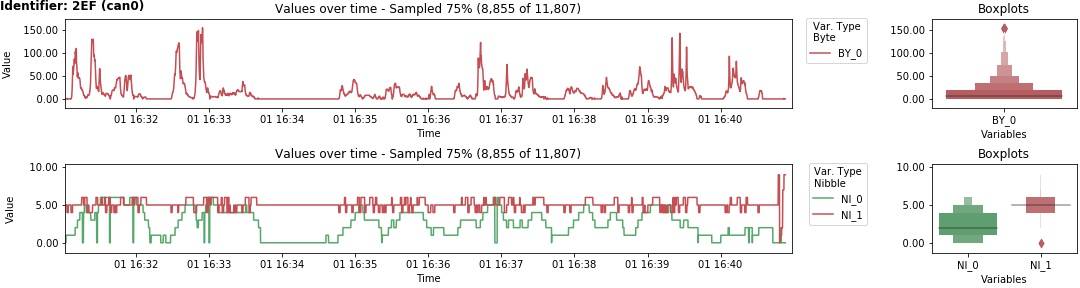 Identifier: 2EF (can0)
Values over time - Sampled 75% (8,855 of 11,807)
Boxplots
Value
150.00
100.00
50.00
0.00
01 16:32 01 16:33 01 16:34 01 16:35 01 16:36 01 16:37 01 16:38 01 16:39 01 16:40
Time
Var. Type
Byte
BY_0
150.00
100.00
50.00
0.00
BY_0
Variables
Values over time - Sampled 75% (8,855 of 11,807)
Boxplots
Value
10.00
5.00
0.00
01 16:32 01 16:33 01 16:34 01 16:35 01 16:36 01 16:37 01 16:38 01 16:39 01 16:40
Time
Var. Type
Nibble
NI_0
NI_1
10.00
5.00
0.00
NI_0 NI_1
Variables